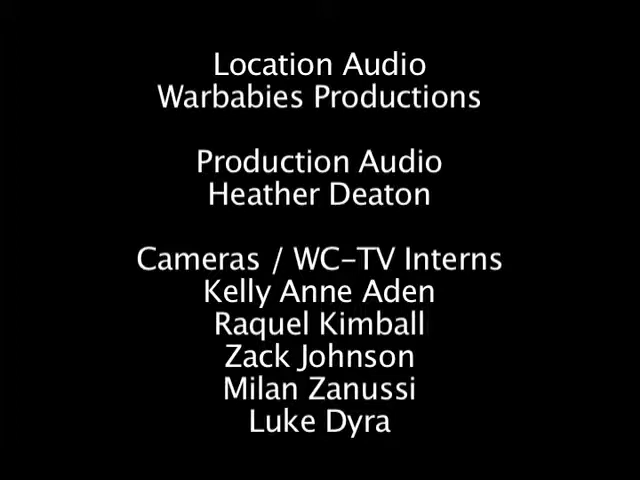 Location Audio
Warbabies Productions
Production Audio
Heather Deaton
Cameras / WC-TV Interns
Kelly Anne Aden
Raquel Kimball
Zack Johnson
Milan Zanussi
Luke Dyra